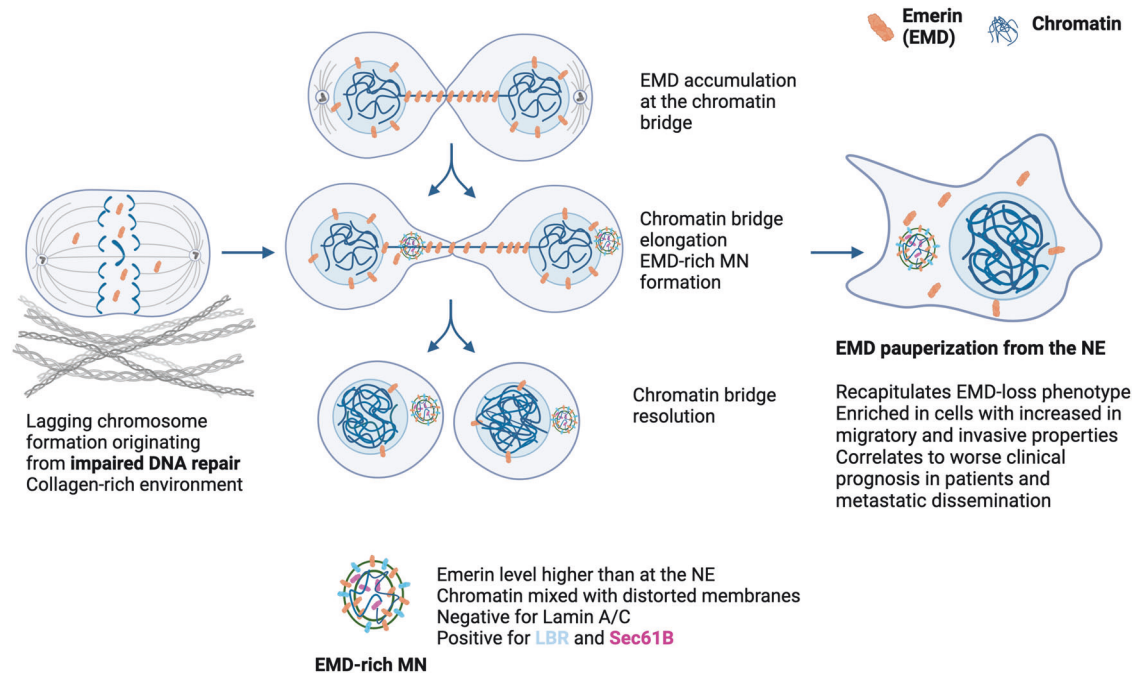 Emerin
(EMD)
Chromatin
EMD accumulation
at the chromatin
bridge
Chromatin bridge
elongation
EMD-rich MN
formation
Chromatin bridge
resolution
Lagging chromosome
formation originating
from impaired DNA repair
Collagen-rich environment
EMD pauperization from the NE
Recapitulates EMD-loss phenotype
Enriched in cells with increased in
migratory and invasive properties
Correlates to worse clinical
prognosis in patients and
metastatic dissemination
Emerin level higher than at the NE
Chromatin mixed with distorted membranes
Negative for Lamin A/C
Positive for LBR and Sec61B
EMD-rich MN